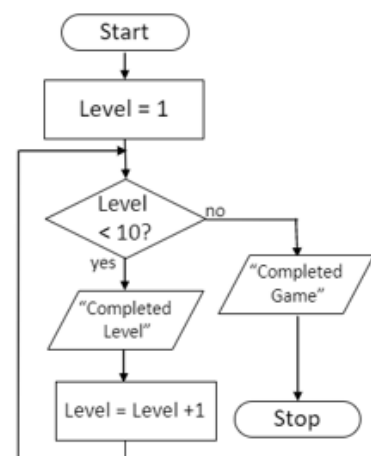 Start
Level = 1
Level
< 10?
no
yes
“Completed
Level”
“Completed
Game”
Level = Level +1
Stop